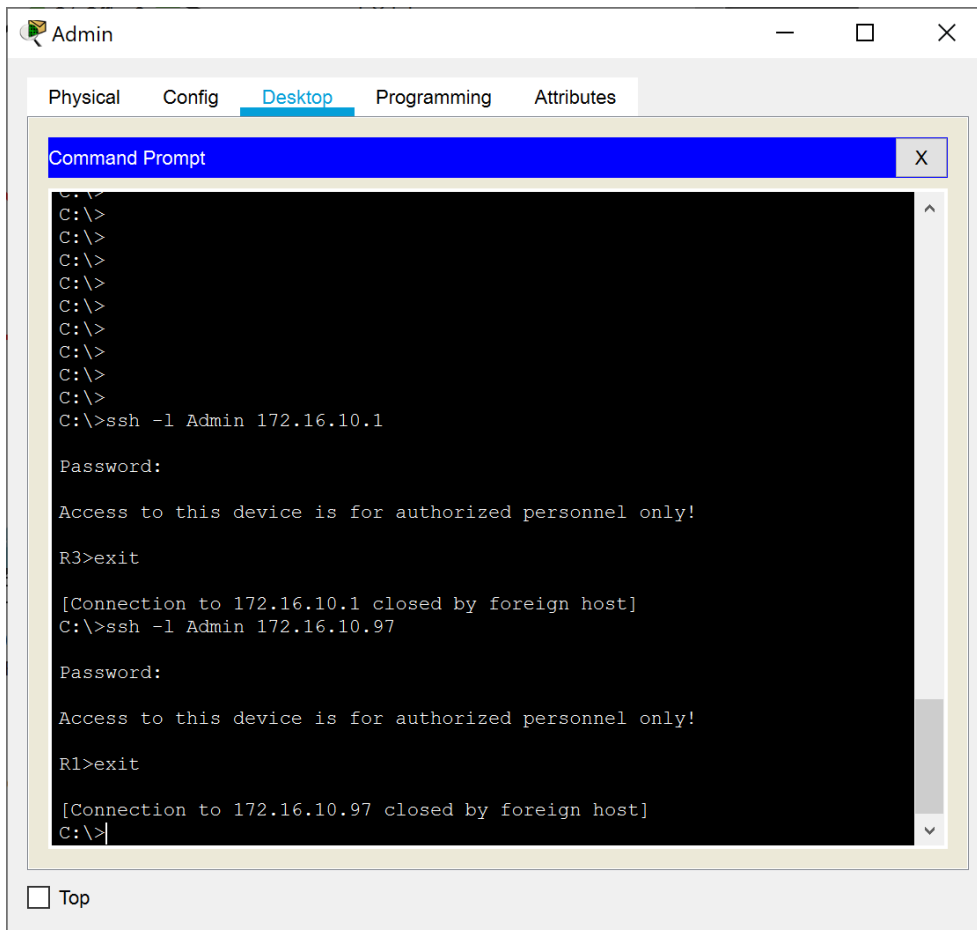 Admin
Physical Config Desktop Programming Attributes
Command Prompt
X
C:\>
C:\>
C:\>
C:\>
C:\>
C:\>
C:\>
C:\>
C:\>
C:\>
C:\>ssh -l Admin 172.16.10.1
Password:
Access to this device is for authorized personnel only!
R3>exit
[Connection to 172.16.10.1 closed by foreign host]
C:\>ssh -l Admin 172.16.10.97
Password:
Access to this device is for authorized personnel only!
R1>exit
[Connection to 172.16.10.97 closed by foreign host]
C:\>
Top